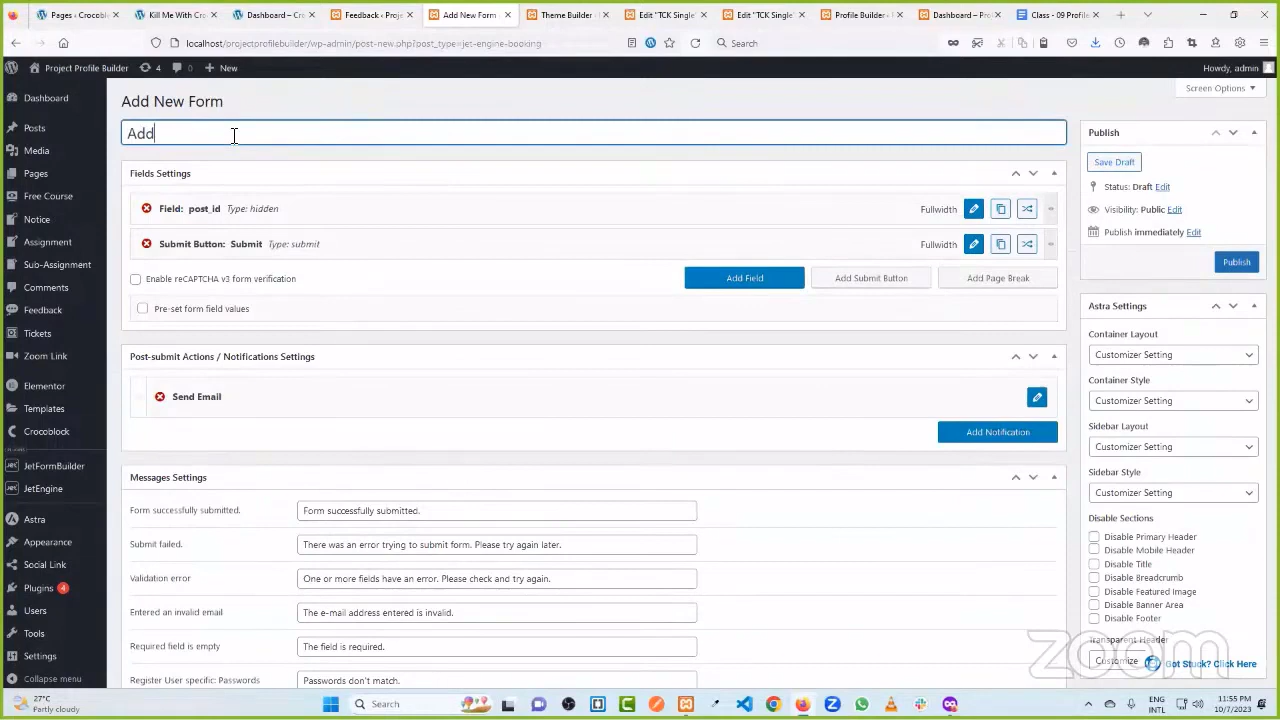 Pages ‹ Crocoble
Kill Me With Cro
Dashboard ‹ Cro
Feedback ‹ Projec
Add New Form
Theme Builder
Edit "TCK Single
Edit "TCK Single
Profile Builder ‹
Dashboard ‹ Pro
Class - 09 Profile
localhost/projectprofilebuilder/wp-admin/post-new.php?post_type=jet-engine-booking
Search
Project Profile Builder
4
0
New
Howdy, admin
Screen Options
Dashboard
Posts
Media
Pages
Free Course
Notice
Assignment
Sub-Assignment
Comments
Feedback
Tickets
Zoom Link
Elementor
Templates
Crocoblock
JetFormBuilder
JetEngine
Astra
Appearance
Social Link
Plugins 4
Users
Tools
Settings
Collapse menu
Add New Form
Add
Fields Settings
Field: post_id Type: hidden
Fullwidth
Submit Button: Submit Type: submit
Fullwidth
Enable reCAPTCHA v3 form verification
Add Field
Add Submit Button
Add Page Break
Pre-set form field values
Post-submit Actions / Notifications Settings
Send Email
Add Notification
Messages Settings
Form successfully submitted.
Form successfully submitted.
Submit failed.
There was an error trying to submit form. Please try again later.
Validation error
One or more fields have an error. Please check and try again.
Entered an invalid email
The e-mail address entered is invalid.
Required field is empty
The field is required.
Register User specific: Passwords
Passwords don't match.
Publish
Save Draft
Status: Draft Edit
Visibility: Public Edit
Publish immediately Edit
Publish
Astra Settings
Container Layout
Customizer Setting
Container Style
Customizer Setting
Sidebar Layout
Customizer Setting
Sidebar Style
Customizer Setting
Disable Sections
Disable Primary Header
Disable Mobile Header
Disable Title
Disable Breadcrumb
Disable Featured Image
Disable Banner Area
Disable Footer
Transparent Header
Customize
Got Stuck? Click Here
zoom
27°C
Partly cloudy
Search
ENG
INTL
11:55 PM
10/7/2023